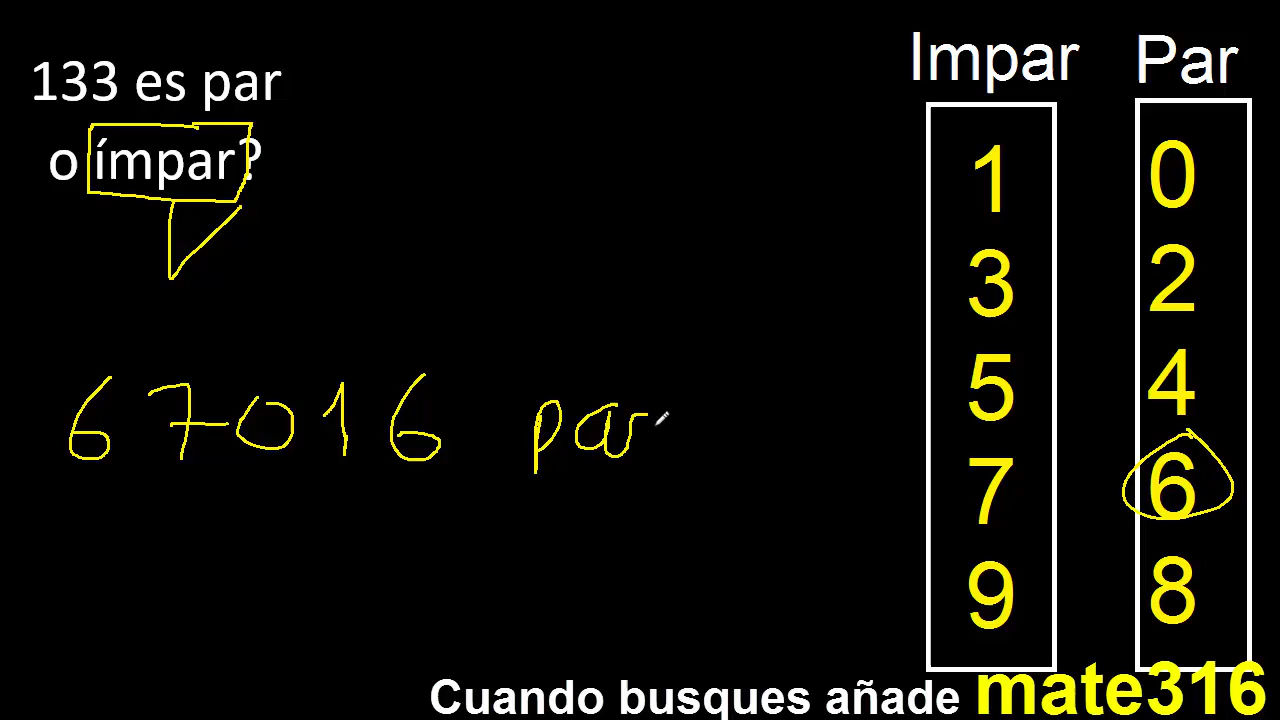 133 es par
o ímpar?
67016 par
Impar
1
3
5
7
9
Par
0
2
4
6
8
Cuando busques añade mate316